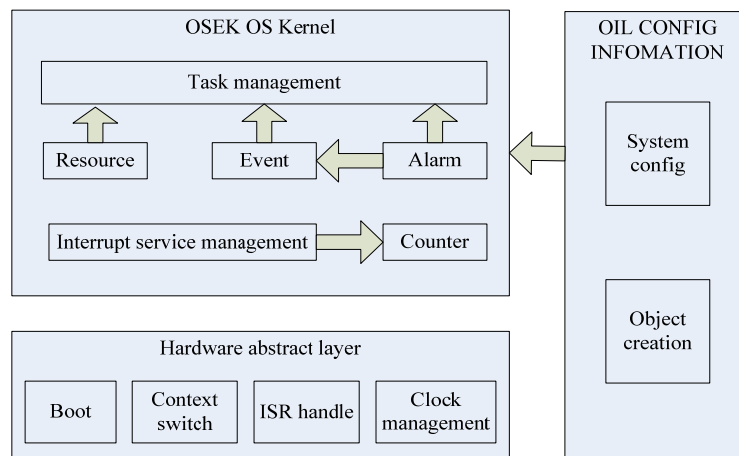 OSEK OS Kernel
Task management
Resource
Event
Alarm
Interrupt service management
Counter
Hardware abstract layer
Boot
Context
switch
ISR handle
Clock
management
OIL CONFIG
INFOMATION
System
config
Object
creation